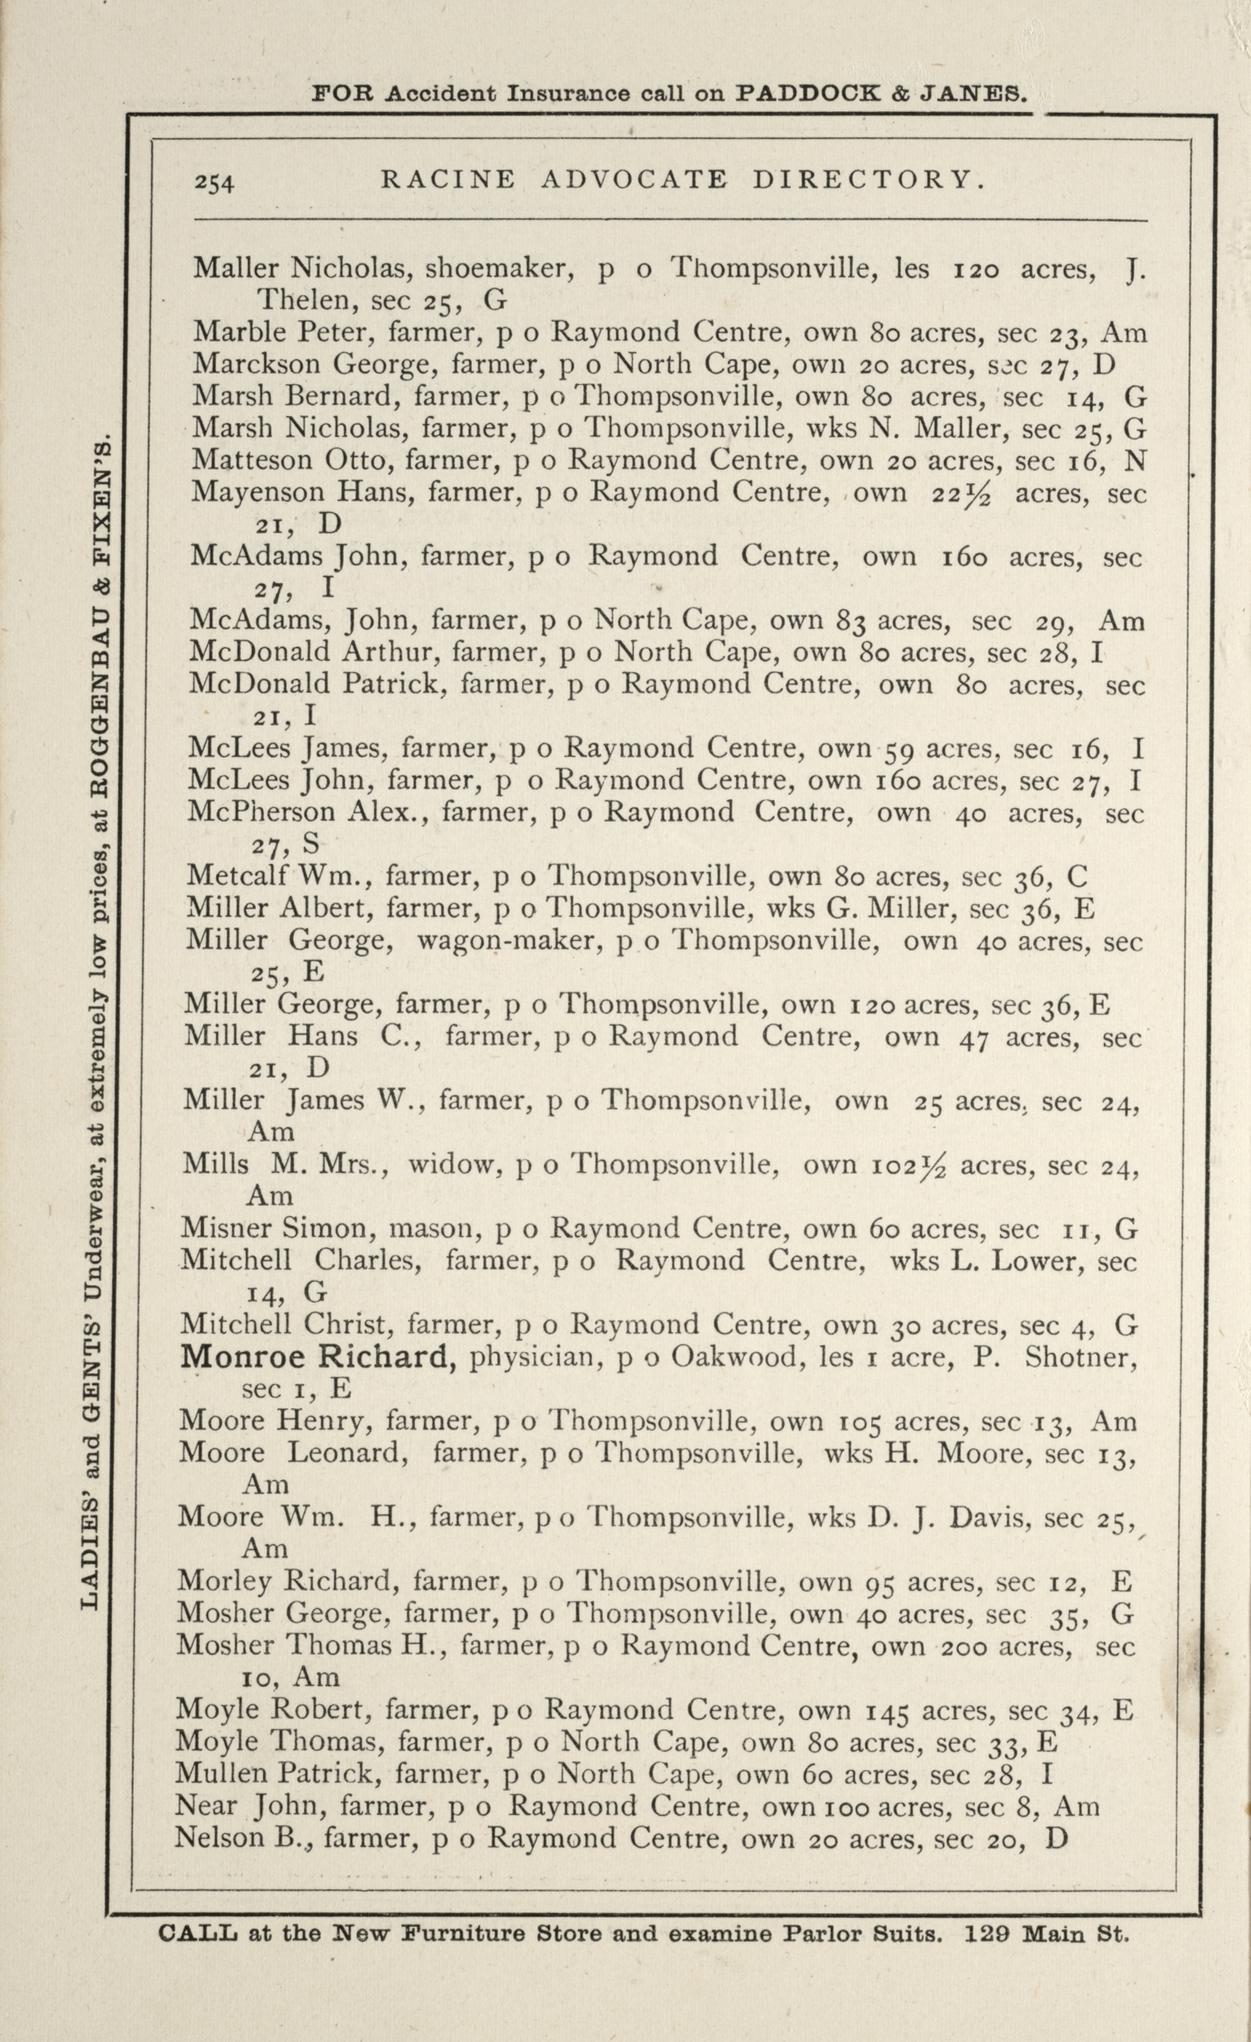 FOR Accident Insurance call on PADDOCK & JANES.
254 RACINE ADVOCATE DIRECTORY.
Maller Nicholas, shoemaker, p o Thompsonville, les 120 acres, J.
Thelen, sec 25, G
Marble Peter, farmer, p o Raymond Centre, own 80 acres, sec 23, Am
Marckson George, farmer, p o North Cape, own 20 acres, sec 27, D
Marsh Bernard, farmer, p o Thompsonville, own 80 acres, sec 14, G
Marsh Nicholas, farmer, p o Thompsonville, wks N. Maller, sec 25, G
Matteson Otto, farmer, p o Raymond Centre, own 20 acres, sec 16, N
Mayenson Hans, farmer, p o Raymond Centre, own 22½ acres, sec
21, D
McAdams John, farmer, p o Raymond Centre, own 160 acres, sec
27, I
McAdams, John, farmer, p o North Cape, own 83 acres, sec 29, Am
McDonald Arthur, farmer, p o North Cape, own 80 acres, sec 28, I
McDonald Patrick, farmer, p o Raymond Centre, own 80 acres, sec
21, I
McLees James, farmer, p o Raymond Centre, own 59 acres, sec 16, I
McLees John, farmer, p o Raymond Centre, own 160 acres, sec 27, I
McPherson Alex., farmer, p o Raymond Centre, own 40 acres, sec
27, S
Metcalf Wm., farmer, p o Thompsonville, own 80 acres, sec 36, C
Miller Albert, farmer, p o Thompsonville, wks G. Miller, sec 36, E
Miller George, wagon-maker, p o Thompsonville, own 40 acres, sec
25, E
Miller George, farmer, p o Thompsonville, own 120 acres, sec 36, E
Miller Hans C., farmer, p o Raymond Centre, own 47 acres, sec
21, D
Miller James W., farmer, p o Thompsonville, own 25 acres, sec 24,
Am
Mills M. Mrs., widow, p o Thompsonville, own 102½ acres, sec 24,
Am
Misner Simon, mason, p o Raymond Centre, own 60 acres, sec 11, G
Mitchell Charles, farmer, p o Raymond Centre, wks L. Lower, sec
14, G
Mitchell Christ, farmer, p o Raymond Centre, own 30 acres, sec 4, G
Monroe Richard, physician, p o Oakwood, les 1 acre, P. Shotner,
sec 1, E
Moore Henry, farmer, p o Thompsonville, own 105 acres, sec 13, Am
Moore Leonard, farmer, p o Thompsonville, wks H. Moore, sec 13,
Am
Moore Wm. H., farmer, p o Thompsonville, wks D. J. Davis, sec 25,
Am
Morley Richard, farmer, p o Thompsonville, own 95 acres, sec 12, E
Mosher George, farmer, p o Thompsonville, own 40 acres, sec 35, G
Mosher Thomas H., farmer, p o Raymond Centre, own 200 acres, sec
10, Am
Moyle Robert, farmer, p o Raymond Centre, own 145 acres, sec 34, E
Moyle Thomas, farmer, p o North Cape, own 80 acres, sec 33, E
Mullen Patrick, farmer, p o North Cape, own 60 acres, sec 28, I
Near John, farmer, p o Raymond Centre, own 100 acres, sec 8, Am
Nelson B., farmer, p o Raymond Centre, own 20 acres, sec 20, D
LADIES' and GENTS' Underwear, at extremely low prices, at ROGGENBAU & FIXEN'S.
CALL at the New Furniture Store and examine Parlor Suits. 129 Main St.